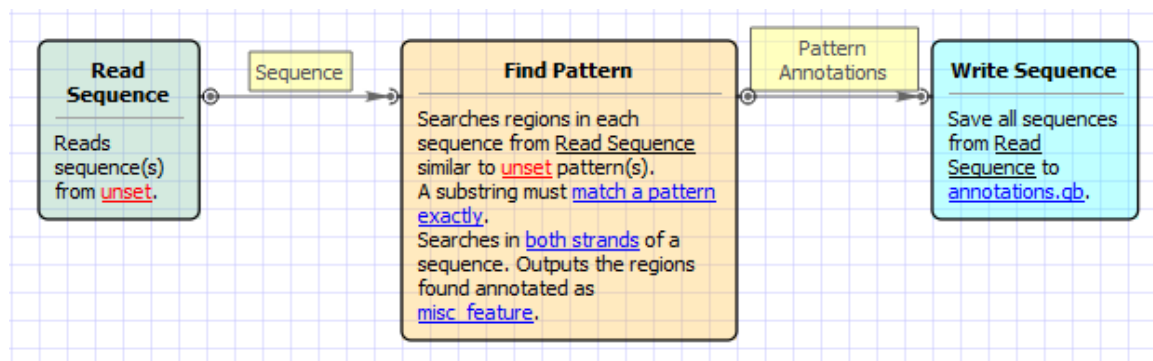 Read
Sequence
Reads
sequence(s)
from unset.
Sequence
Find Pattern
Searches regions in each
sequence from Read Sequence
similar to unset pattern(s).
A substring must match a pattern
exactly.
Searches in both strands of a
sequence. Outputs the regions
found annotated as
misc_feature.
Pattern
Annotations
Write Sequence
Save all sequences
from Read
Sequence to
annotations.gb.